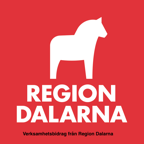 REGION
DALARNA
Verksamhetsbidrag från Region Dalarna